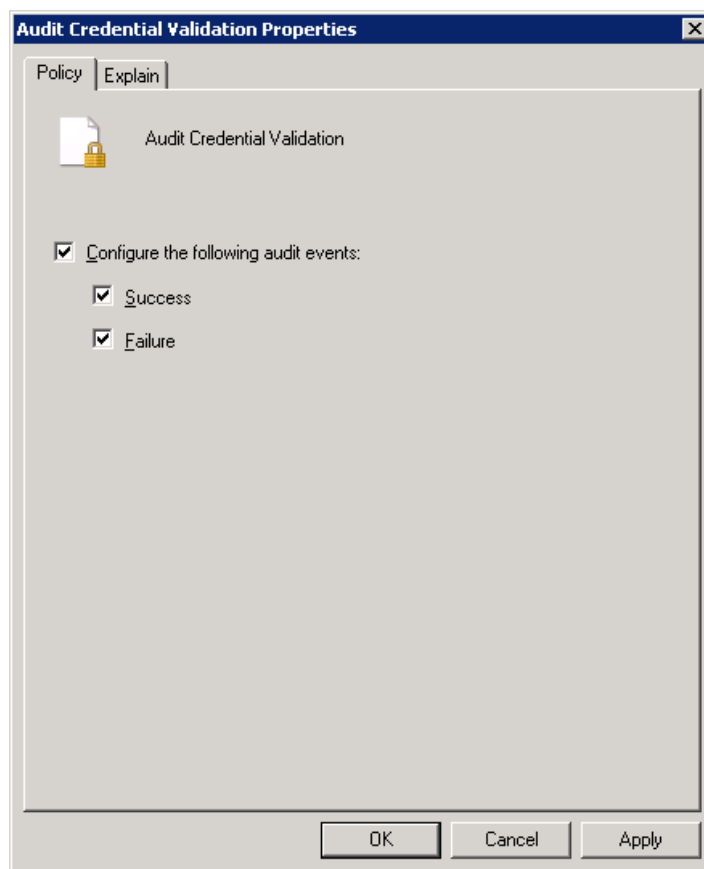 Audit Credential Validation Properties
Policy Explain
Audit Credential Validation
Configure the following audit events:
Success
Failure
OK Cancel Apply